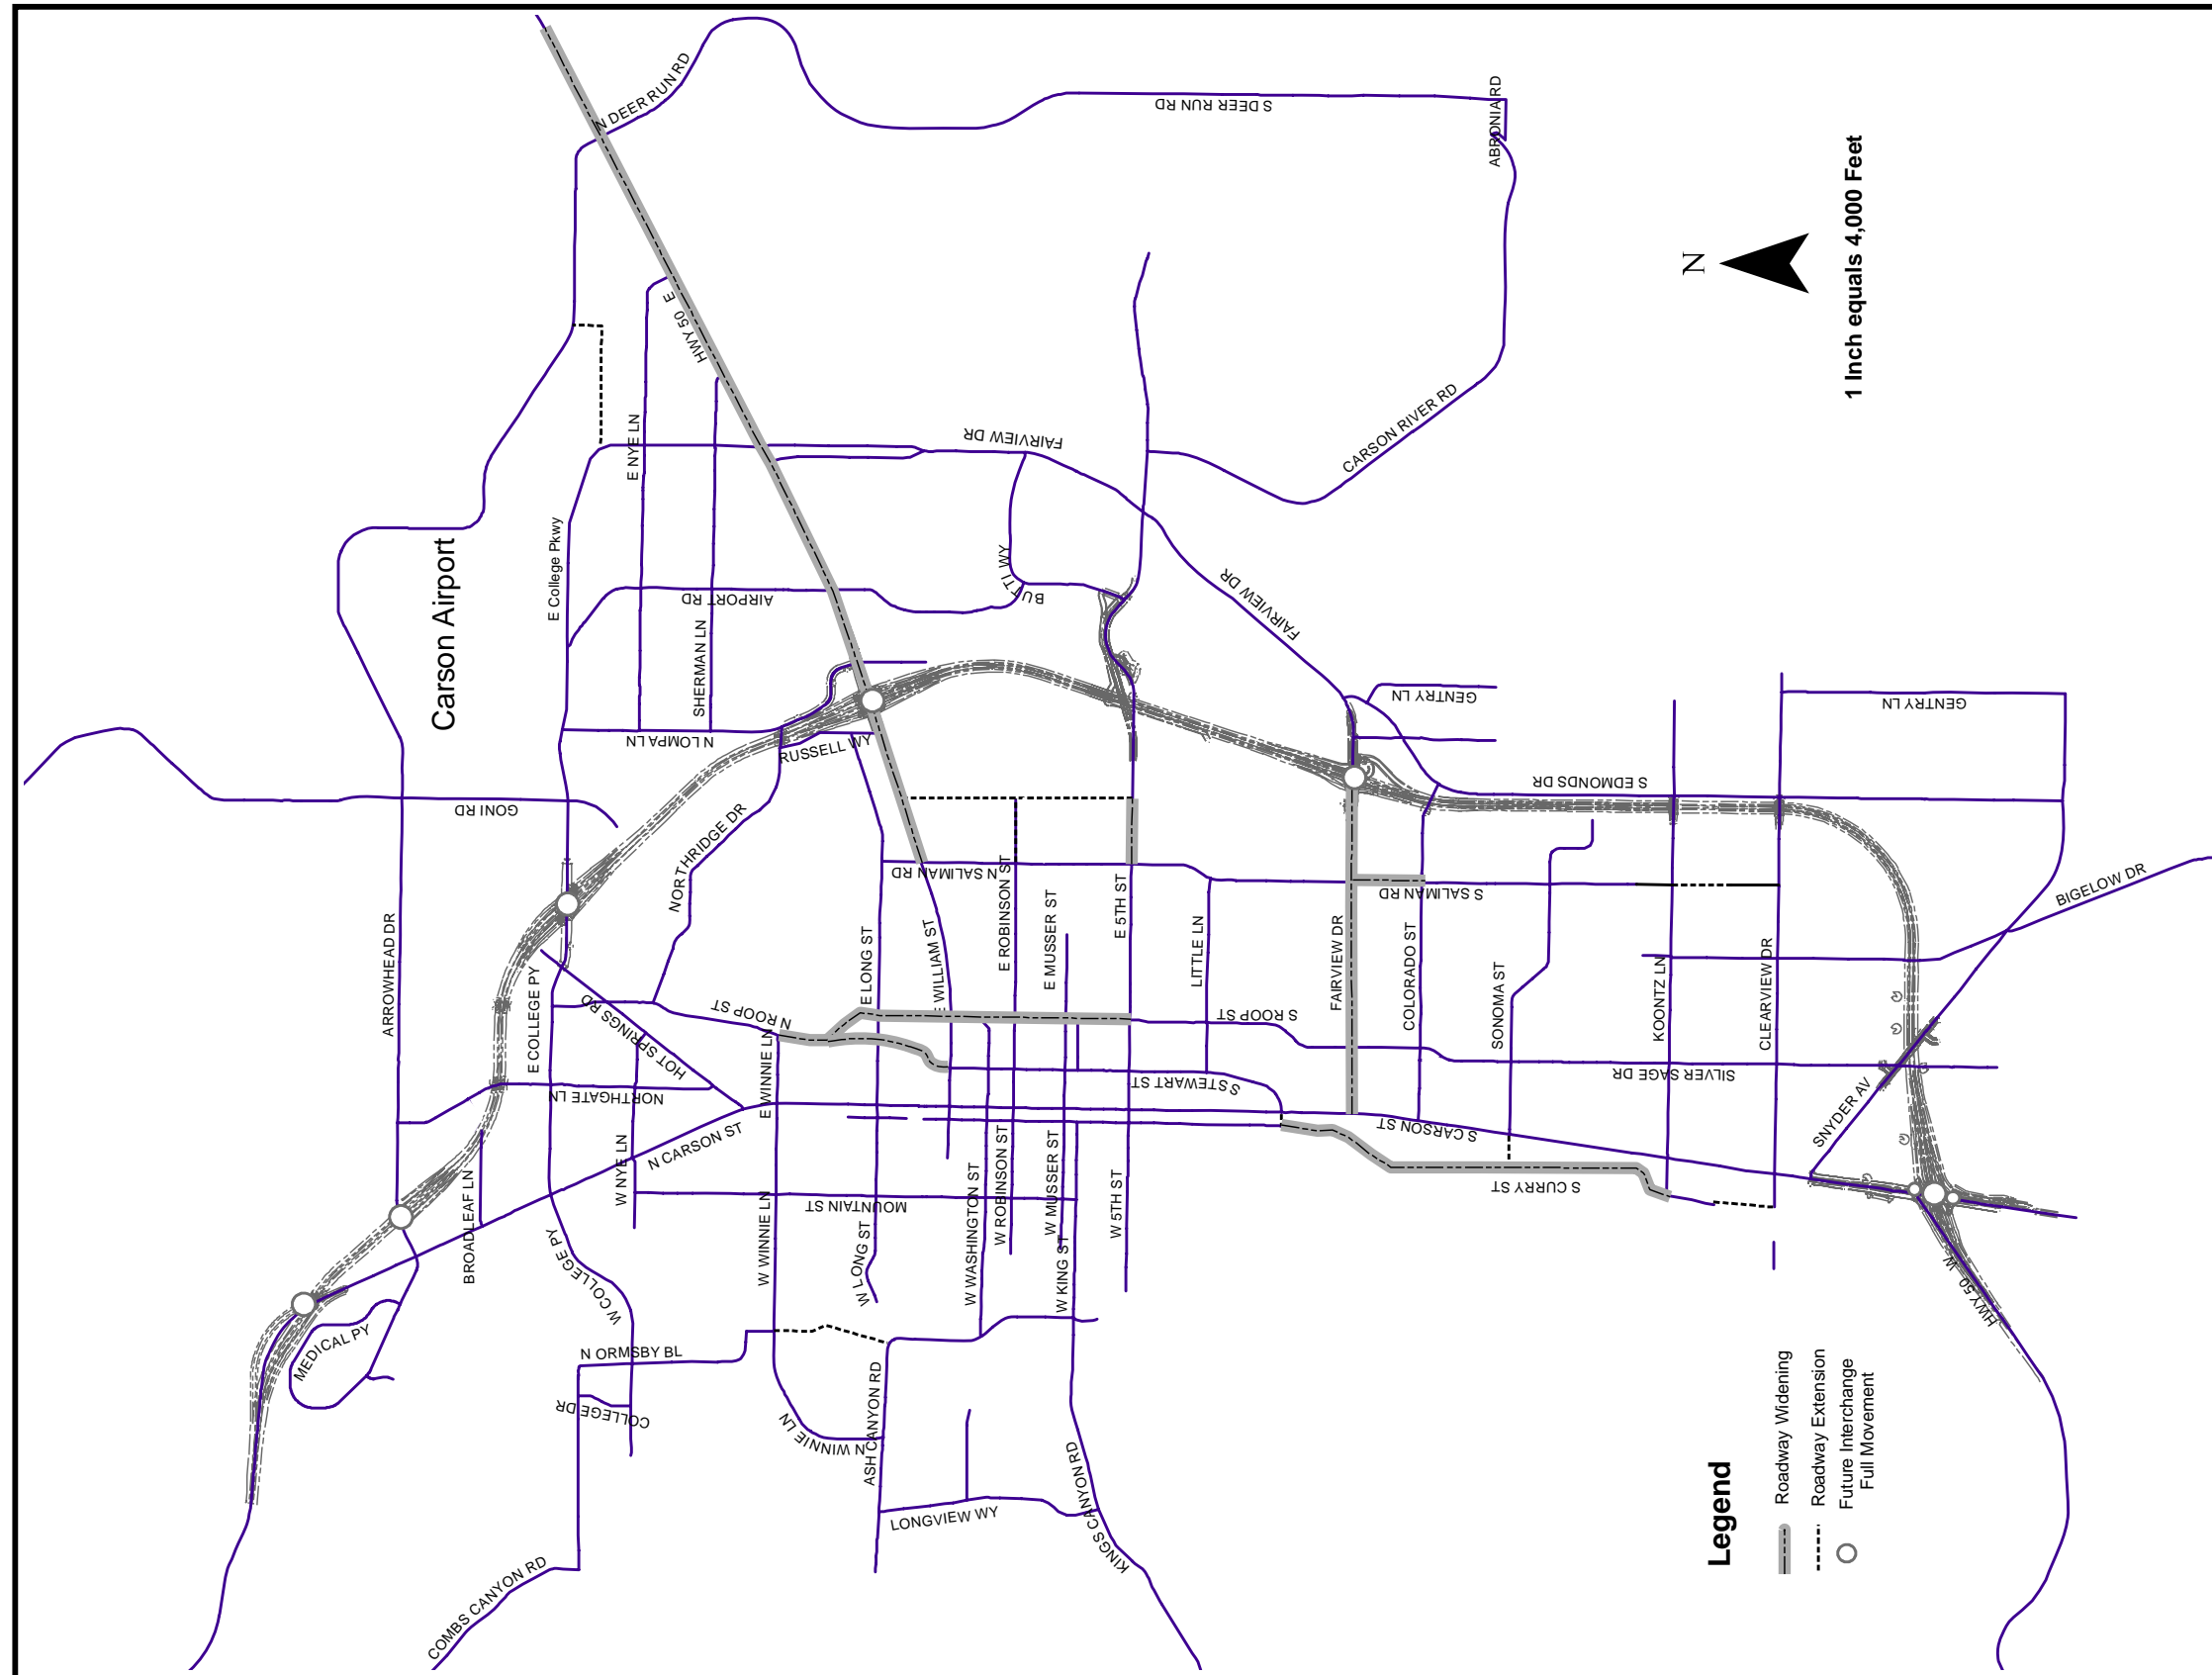 N DEER RUN RD
S DEER RUN RD
ABRONIA RD
N
1 Inch equals 4,000 Feet
HWY 50 E
CARSON RIVER RD
FAIRVIEW DR
E NYE LN
E College Pkwy
Carson Airport
BUTTI WY
AIRPORT RD
FAIRVIEW DR
SHERMAN LN
N LOMPA LN
RUSSELL WY
GENTRY LN
GENTRY LN
S EDMONDS DR
GONI RD
NORTHRIDGE DR
N SALIMAN RD
S SALIMAN RD
BIGELOW DR
ARROWHEAD DR
E COLLEGE PY
HOT SPRINGS RD
N ROOP ST
E LONG ST
E WILLIAM ST
E ROBINSON ST
E MUSSER ST
E 5TH ST
LITTLE LN
S ROOP ST
FAIRVIEW DR
COLORADO ST
SONOMA ST
KOONTZ LN
CLEARVIEW DR
E WINNIE LN
NORTHGATE LN
S STEWART ST
SILVER SAGE DR
SNYDER AV
N CARSON ST
S CARSON ST
BROADLEAF LN
W NYE LN
W WINNIE LN
MOUNTAIN ST
W LONG ST
W WASHINGTON ST
W ROBINSON ST
W MUSSER ST
W KING ST
W 5TH ST
S CURRY ST
HWY 50 W
W COLLEGE PY
MEDICAL PY
N ORMSBY BL
COLLEGE DR
N WINNIE LN
ASH CANYON RD
LONGVIEW WY
KINGS CANYON RD
COMBS CANYON RD
Legend
Roadway Widening
Roadway Extension
Future Interchange
Full Movement